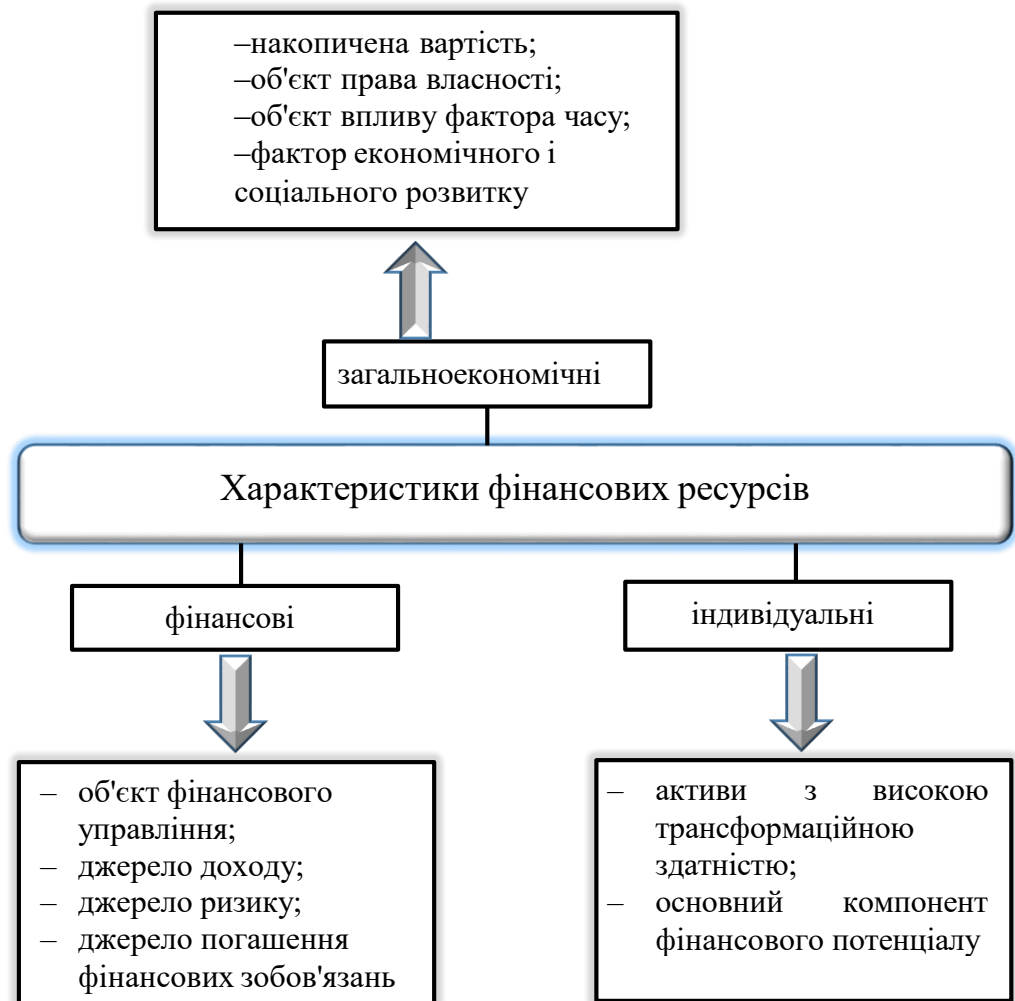 –накопичена вартість;
–об'єкт права власності;
–об'єкт впливу фактора часу;
–фактор економічного і
соціального розвитку
загальноекономічні
Характеристики фінансових ресурсів
фінансові
індивідуальні
– об'єкт фінансового
управління;
– джерело доходу;
– джерело ризику;
– джерело погашення
фінансових зобов'язань
– активи з високою
трансформаційною
здатністю;
– основний компонент
фінансового потенціалу